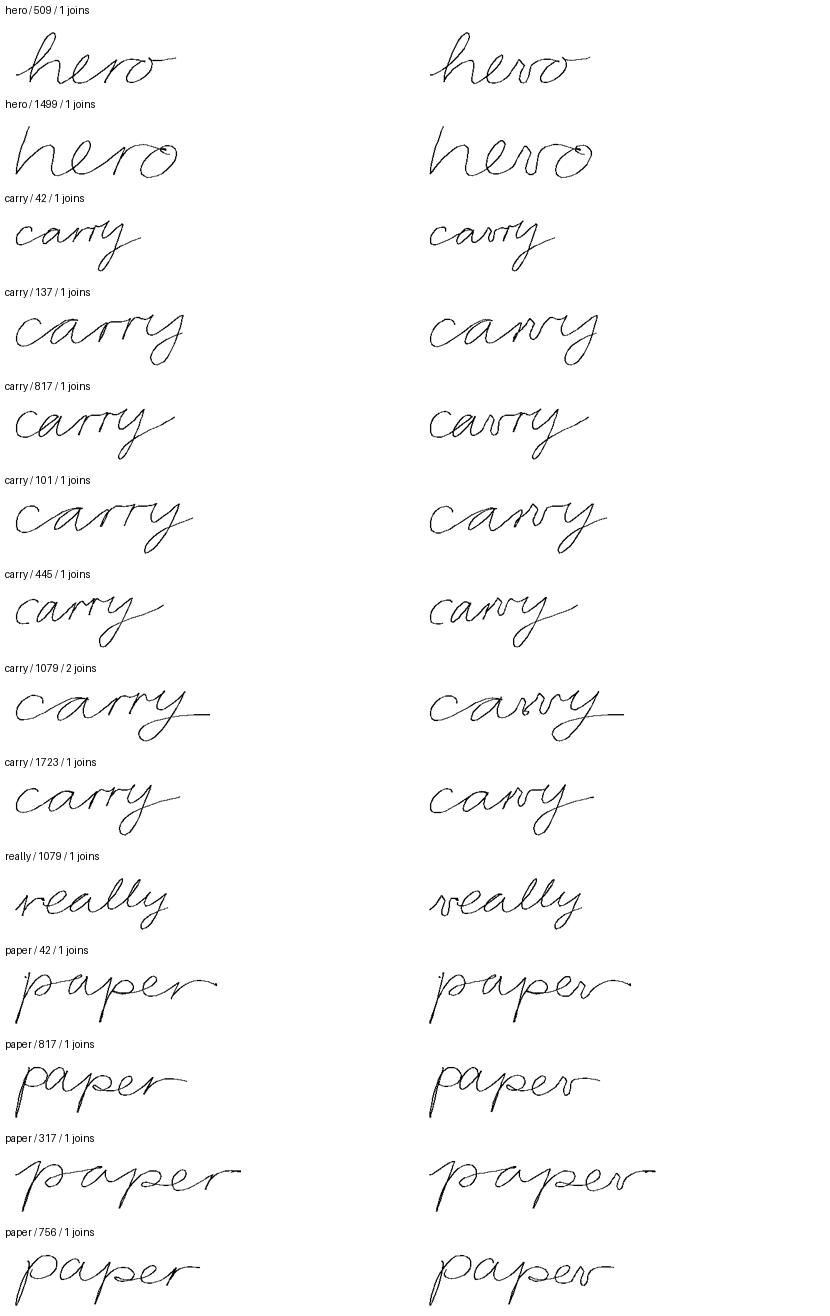 hero / 509 / 1 joins
hero hero
hero / 1499 / 1 joins
hero hero
carry / 42 / 1 joins
carry carry
carry / 137 / 1 joins
carry carry
carry / 817 / 1 joins
carry carry
carry / 101 / 1 joins
carry carry
carry / 445 / 1 joins
carry carry
carry / 1079 / 2 joins
carry carry
carry / 1723 / 1 joins
carry carry
really / 1079 / 1 joins
really really
paper / 42 / 1 joins
paper paper
paper / 817 / 1 joins
paper paper
paper / 317 / 1 joins
paper paper
paper / 756 / 1 joins
paper paper